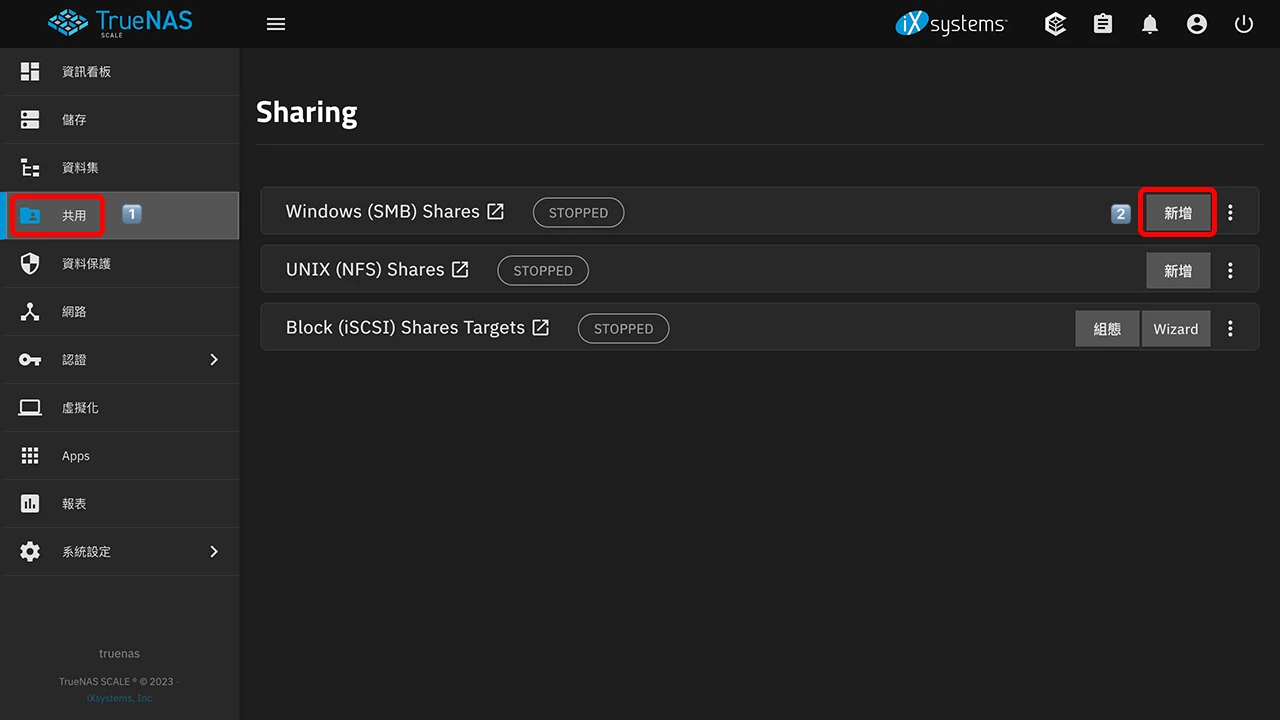 TrueNAS
SCALE
iXsystems
資訊看板
儲存
資料集
共用 1
資料保護
網路
認證
虛擬化
Apps
報表
系統設定
truenas
TrueNAS SCALE ® © 2023 -
iXsystems, Inc
Sharing
Windows (SMB) Shares STOPPED 2 新增
UNIX (NFS) Shares STOPPED 新增
Block (iSCSI) Shares Targets STOPPED 組態 Wizard